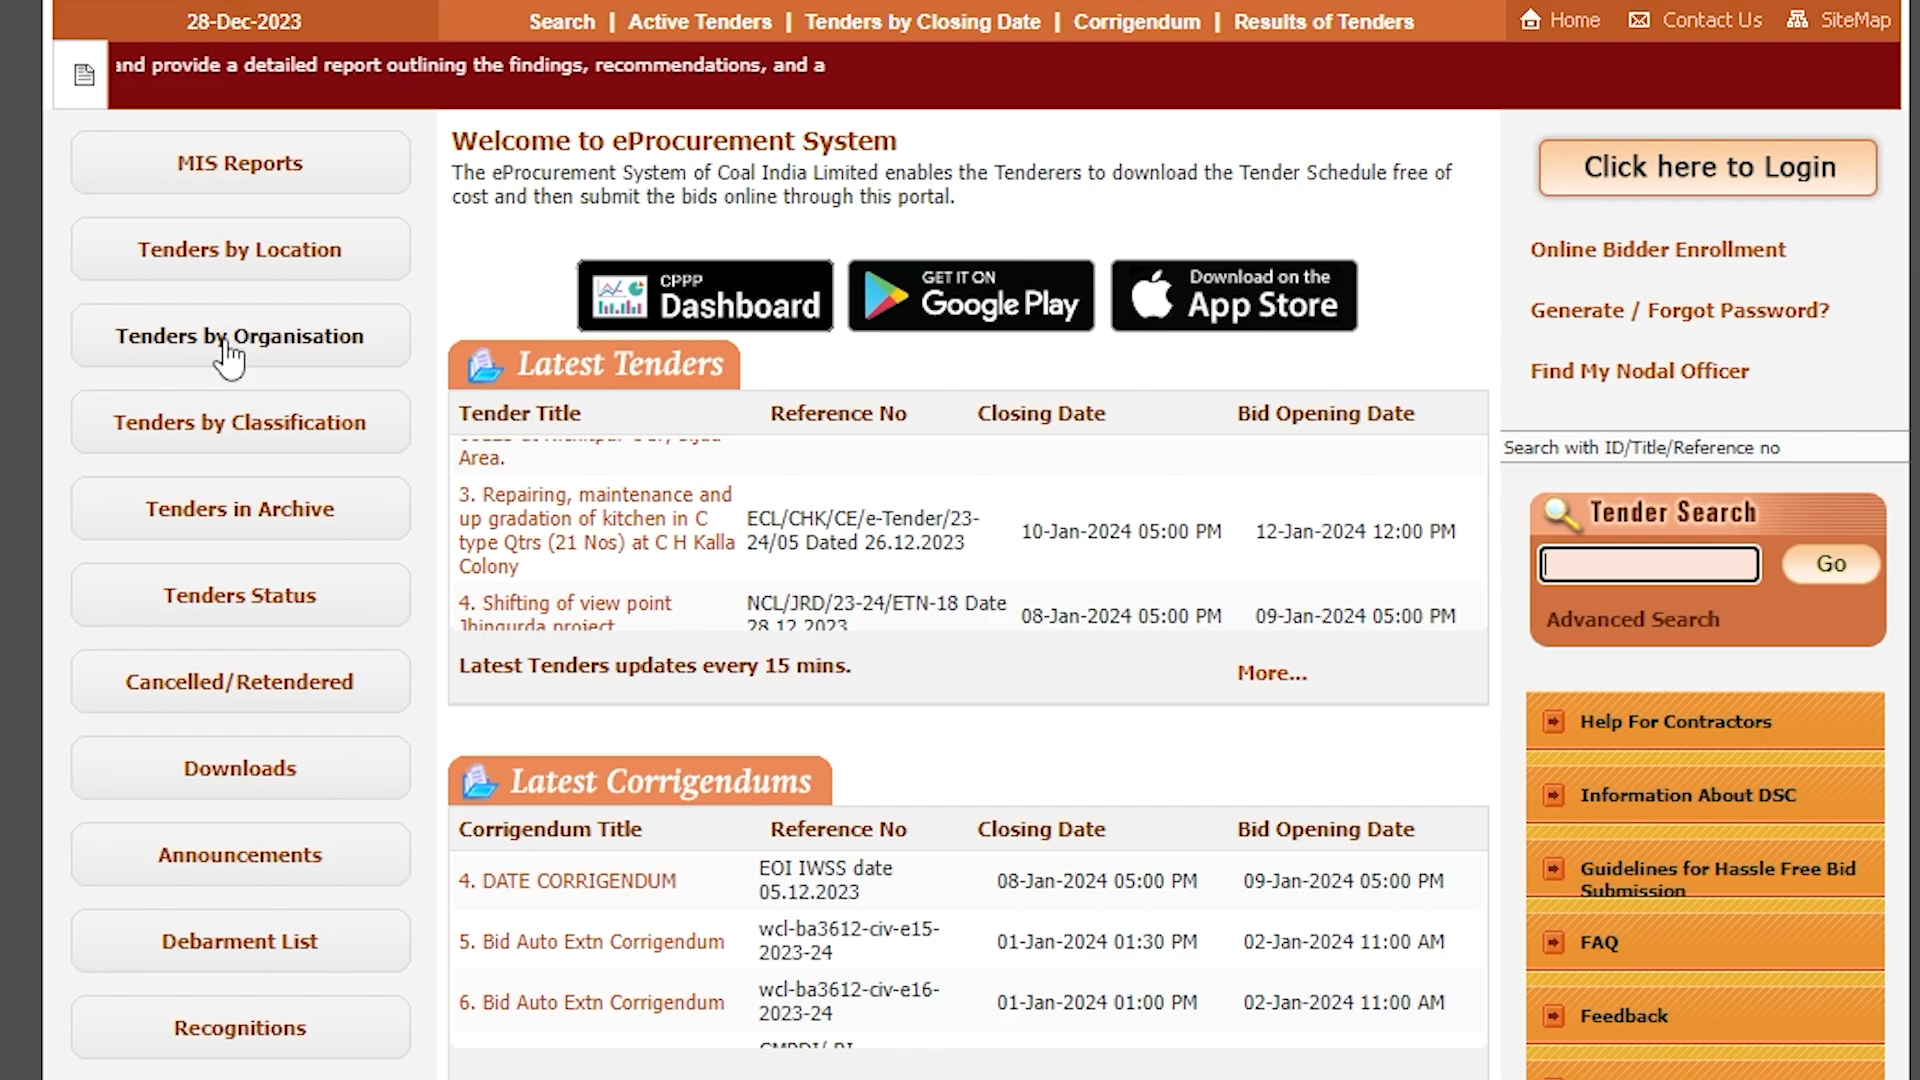 28-Dec-2023
Search | Active Tenders | Tenders by Closing Date | Corrigendum | Results of Tenders
Home
Contact Us
SiteMap
and provide a detailed report outlining the findings, recommendations, and a
MIS Reports
Tenders by Location
Tenders by Organisation
Tenders by Classification
Tenders in Archive
Tenders Status
Cancelled/Retendered
Downloads
Announcements
Debarment List
Recognitions
Welcome to eProcurement System
The eProcurement System of Coal India Limited enables the Tenderers to download the Tender Schedule free of
cost and then submit the bids online through this portal.
CPPP
Dashboard
GET IT ON
Google Play
Download on the
App Store
Latest Tenders
Tender Title Reference No Closing Date Bid Opening Date
Area.
3. Repairing, maintenance and
up gradation of kitchen in C
type Qtrs (21 Nos) at C H Kalla
Colony
ECL/CHK/CE/e-Tender/23-
24/05 Dated 26.12.2023
10-Jan-2024 05:00 PM
12-Jan-2024 12:00 PM
4. Shifting of view point
Jhingurda project
NCL/JRD/23-24/ETN-18 Date
28.12.2023
08-Jan-2024 05:00 PM
09-Jan-2024 05:00 PM
Latest Tenders updates every 15 mins.
More...
Latest Corrigendums
Corrigendum Title Reference No Closing Date Bid Opening Date
4. DATE CORRIGENDUM
EOI IWSS date
05.12.2023
08-Jan-2024 05:00 PM
09-Jan-2024 05:00 PM
5. Bid Auto Extn Corrigendum
wcl-ba3612-civ-e15-
2023-24
01-Jan-2024 01:30 PM
02-Jan-2024 11:00 AM
6. Bid Auto Extn Corrigendum
wcl-ba3612-civ-e16-
2023-24
01-Jan-2024 01:00 PM
02-Jan-2024 11:00 AM
Click here to Login
Online Bidder Enrollment
Generate / Forgot Password?
Find My Nodal Officer
Search with ID/Title/Reference no
Tender Search
Go
Advanced Search
Help For Contractors
Information About DSC
Guidelines for Hassle Free Bid
Submission
FAQ
Feedback